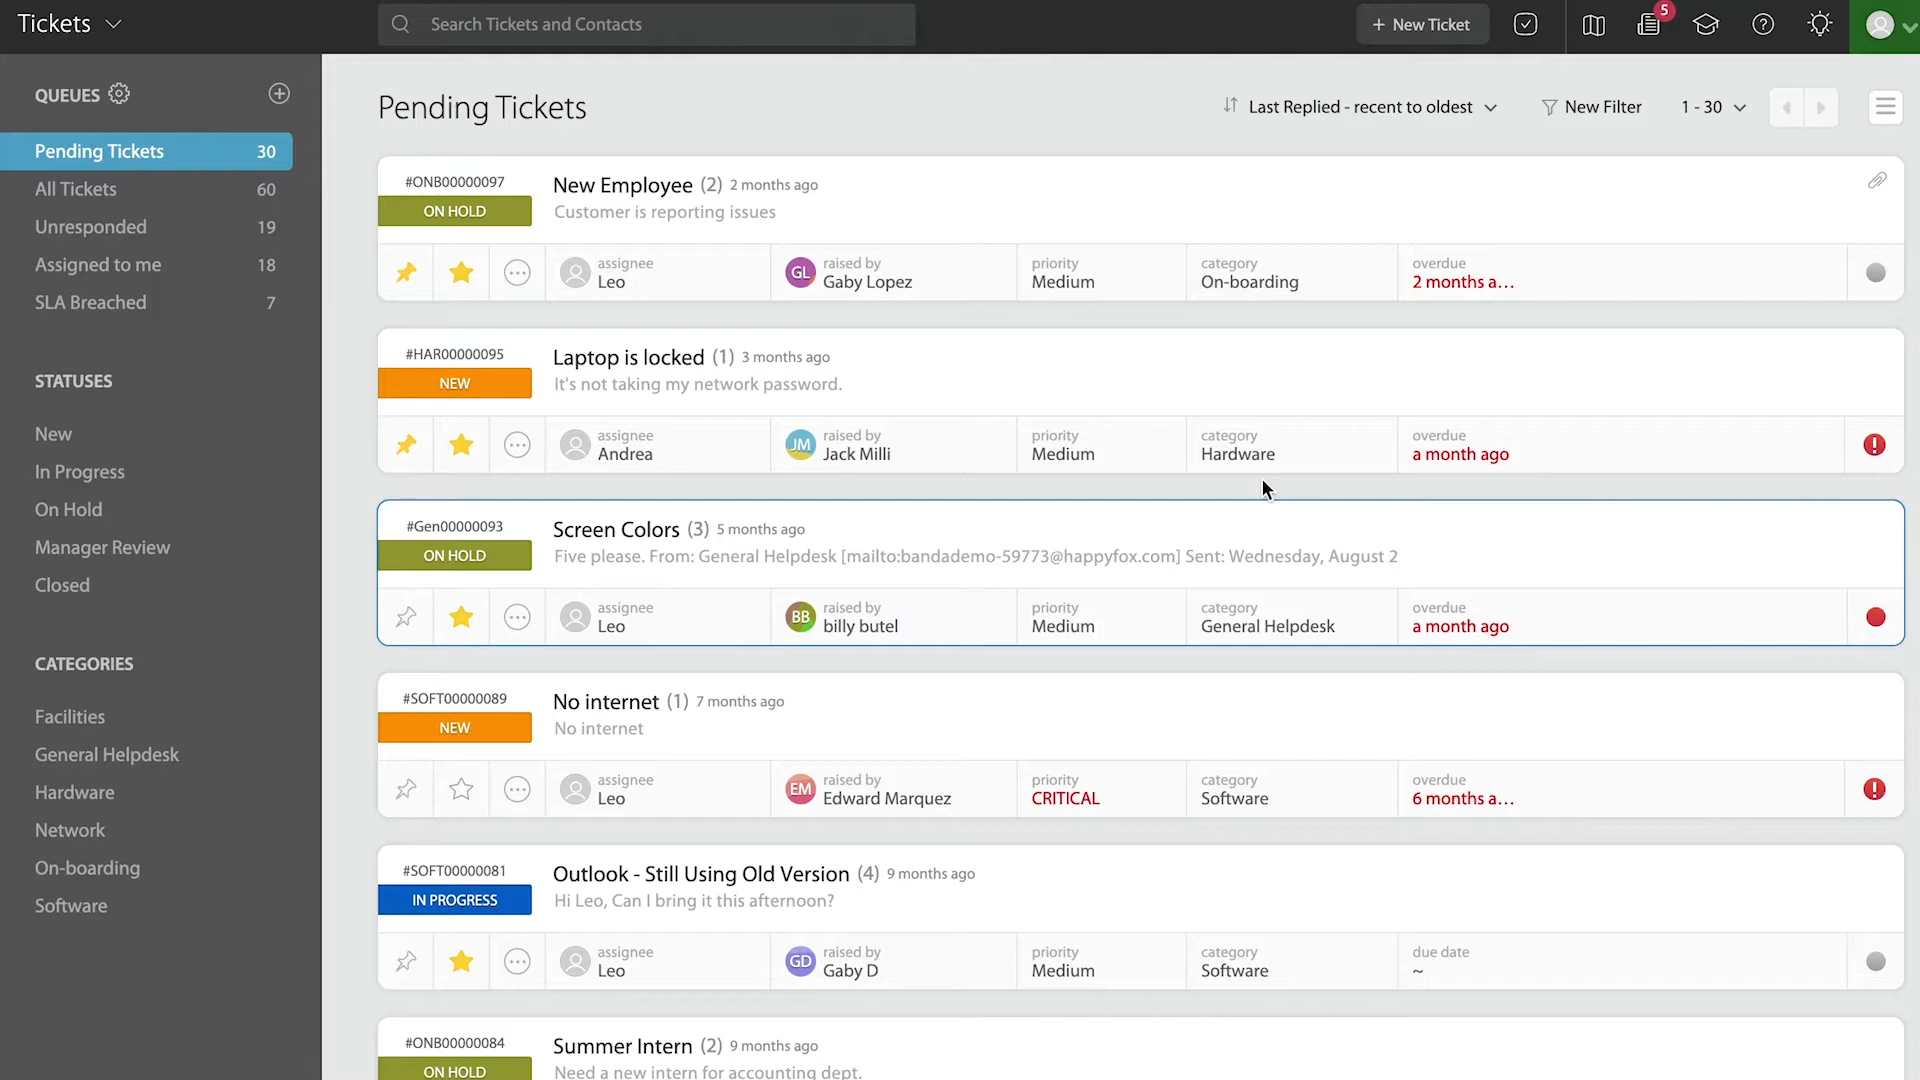 Tickets
Search Tickets and Contacts
+ New Ticket
5
QUEUES
Pending Tickets 30
All Tickets 60
Unresponded 19
Assigned to me 18
SLA Breached 7
STATUSES
New
In Progress
On Hold
Manager Review
Closed
CATEGORIES
Facilities
General Helpdesk
Hardware
Network
On-boarding
Software
Pending Tickets
Last Replied - recent to oldest
New Filter
1 - 30
#ONB00000097
ON HOLD
New Employee (2) 2 months ago
Customer is reporting issues
assignee
Leo
GL
raised by
Gaby Lopez
priority
Medium
category
On-boarding
overdue
2 months a...
#HAR00000095
NEW
Laptop is locked (1) 3 months ago
It's not taking my network password.
assignee
Andrea
JM
raised by
Jack Milli
priority
Medium
category
Hardware
overdue
a month ago
#Gen00000093
ON HOLD
Screen Colors (3) 5 months ago
Five please. From: General Helpdesk [mailto:bandademo-59773@happyfox.com] Sent: Wednesday, August 2
assignee
Leo
BB
raised by
billy butel
priority
Medium
category
General Helpdesk
overdue
a month ago
#SOFT00000089
NEW
No internet (1) 7 months ago
No internet
assignee
Leo
EM
raised by
Edward Marquez
priority
CRITICAL
category
Software
overdue
6 months a...
#SOFT00000081
IN PROGRESS
Outlook - Still Using Old Version (4) 9 months ago
Hi Leo, Can I bring it this afternoon?
assignee
Leo
GD
raised by
Gaby D
priority
Medium
category
Software
due date
~
#ONB00000084
ON HOLD
Summer Intern (2) 9 months ago
Need a new intern for accounting dept.